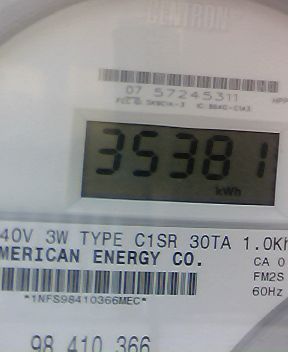 CENTRON
07 57245311
35381
kWh
40V 3W TYPE C1SR 30TA 1.0Kh
MERICAN ENERGY CO. CA 0
FM2S
*1NFS98410366MEC* 60Hz
98 410 366